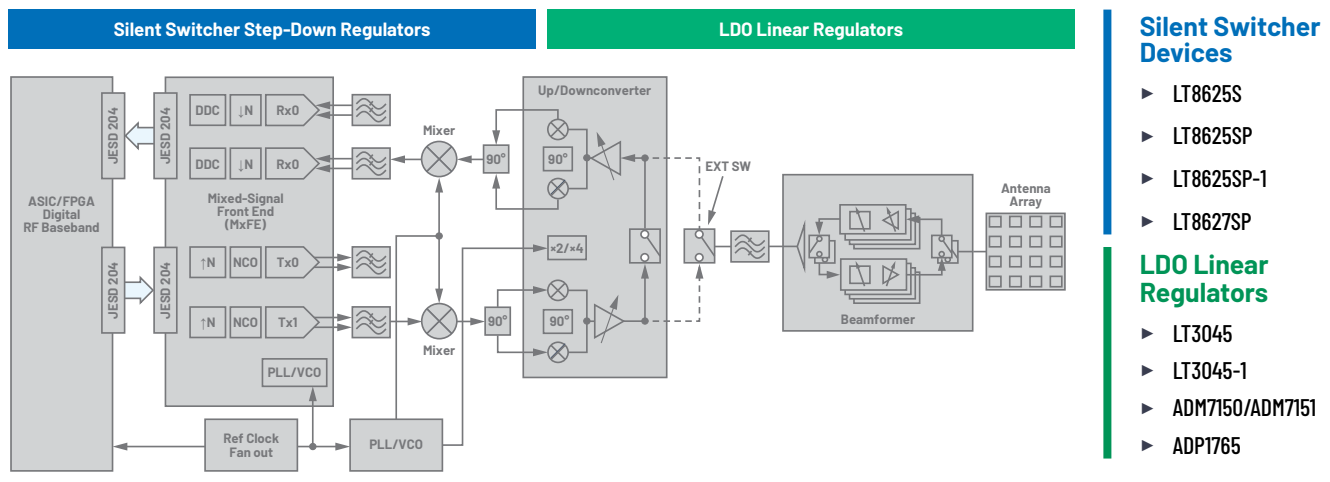 Silent Switcher Step-Down Regulators
LDO Linear Regulators
ASIC/FPGA
Digital
RF Baseband
JESD 204
JESD 204
JESD 204
JESD 204
DDC
↓N
Rx0
DDC
↓N
Rx0
Mixed-Signal
Front End
(MxFE)
↑N
NCO
Tx0
↑N
NCO
Tx1
PLL/VCO
Ref Clock
Fan out
PLL/VCO
Mixer
Mixer
90°
90°
Up/Downconverter
90°
×2/×4
90°
EXT SW
Beamformer
Antenna
Array
Silent Switcher
Devices
► LT8625S
► LT8625SP
► LT8625SP-1
► LT8627SP
LDO Linear
Regulators
► LT3045
► LT3045-1
► ADM7150/ADM7151
► ADP1765